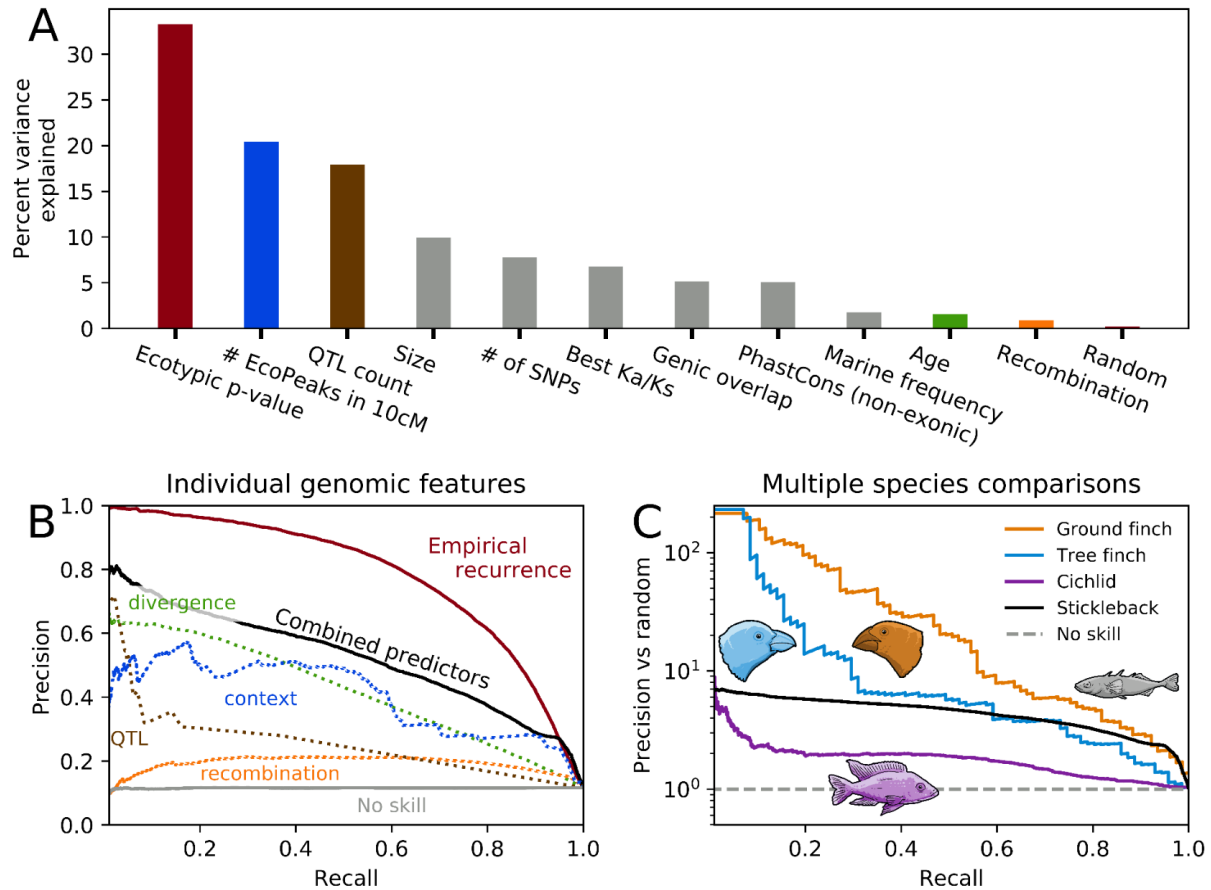 A
Percent variance
explained
30
25
20
15
10
5
0
Ecotypic p-value
# EcoPeaks in 10cM
QTL count
Size
# of SNPs
Best Ka/Ks
Genic overlap
PhastCons (non-exonic)
Marine frequency
Age
Recombination
Random
Individual genomic features
B
Precision
1.0
0.8
0.6
0.4
0.2
0.0
Empirical
recurrence
divergence
Combined predictors
context
QTL
recombination
No skill
0.2
0.4
0.6
0.8
1.0
Recall
Multiple species comparisons
C
Precision vs random
10²
10¹
10⁰
Ground finch
Tree finch
Cichlid
Stickleback
No skill
0.2
0.4
0.6
0.8
1.0
Recall